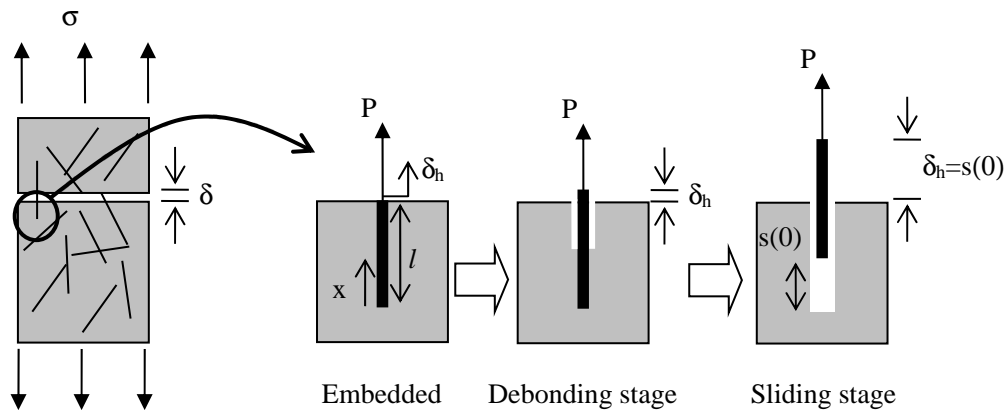 σ
δ
P
δh
l
x
Embedded
P
δh
Debonding stage
P
δh=s(0)
s(0)
Sliding stage